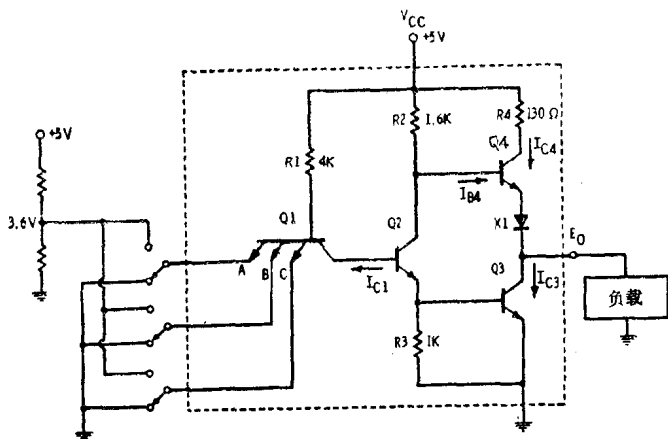 VCC
+5V
+5V
R2
1.6K
R4
130Ω
Q4
IC4
R1
4K
IB4
3.6V
Q1
Q2
X1
EO
A
B
C
IC1
Q3
IC3
负载
R3
1K